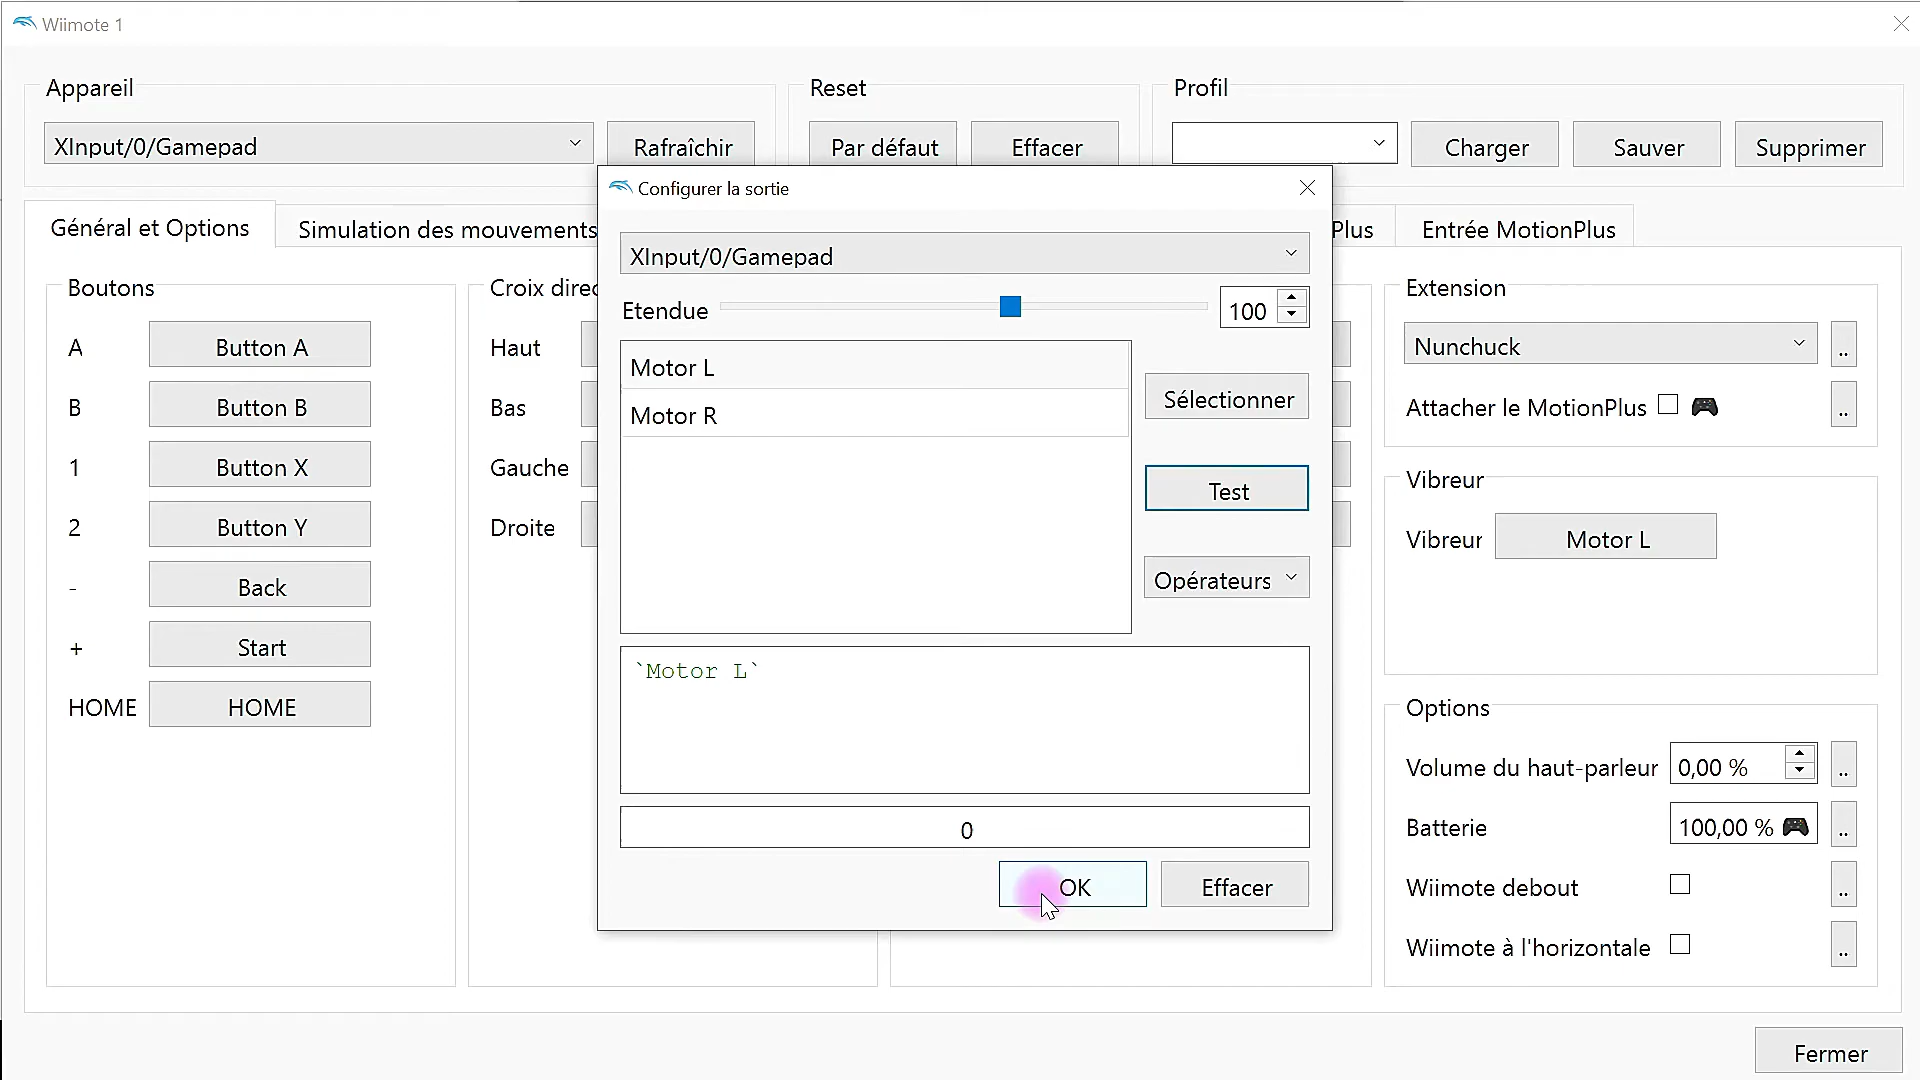 Wiimote 1
Appareil
XInput/0/Gamepad
Rafraîchir
Reset
Par défaut
Effacer
Profil
Charger
Sauver
Supprimer
Général et Options
Simulation des mouvements
Plus
Entrée MotionPlus
Boutons
A
Button A
B
Button B
1
Button X
2
Button Y
-
Back
+
Start
HOME
HOME
Croix direc
Haut
Bas
Gauche
Droite
Configurer la sortie
XInput/0/Gamepad
Etendue
100
Motor L
Motor R
Sélectionner
Test
Opérateurs
`Motor L`
0
OK
Effacer
Extension
Nunchuck
..
Attacher le MotionPlus
..
Vibreur
Vibreur
Motor L
Options
Volume du haut-parleur
0,00 %
..
Batterie
100,00 %
..
Wiimote debout
..
Wiimote à l'horizontale
..
Fermer